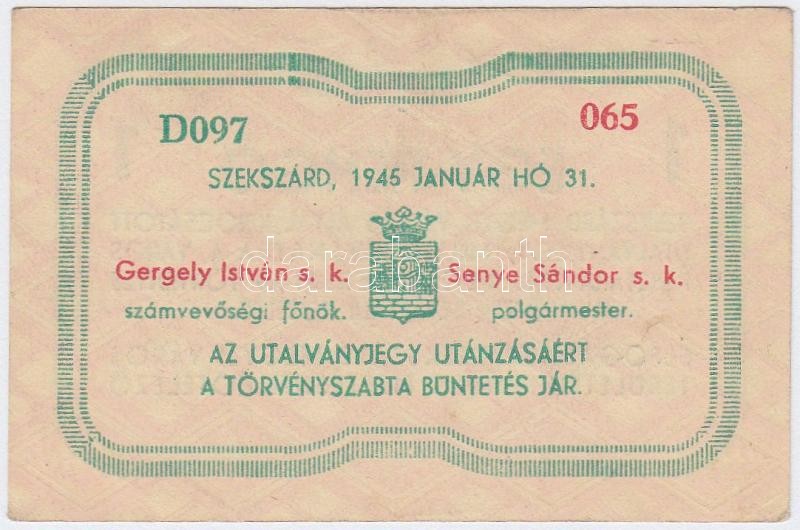 D097 065
SZEKSZÁRD, 1945 JANUÁR HÓ 31.
Gergely István s. k. Senye Sándor s. k.
számvevőségi főnök. polgármester.
AZ UTALVÁNYJEGY UTÁNZÁSÁÉRT
A TÖRVÉNYSZABTA BÜNTETÉS JÁR.
darabanth